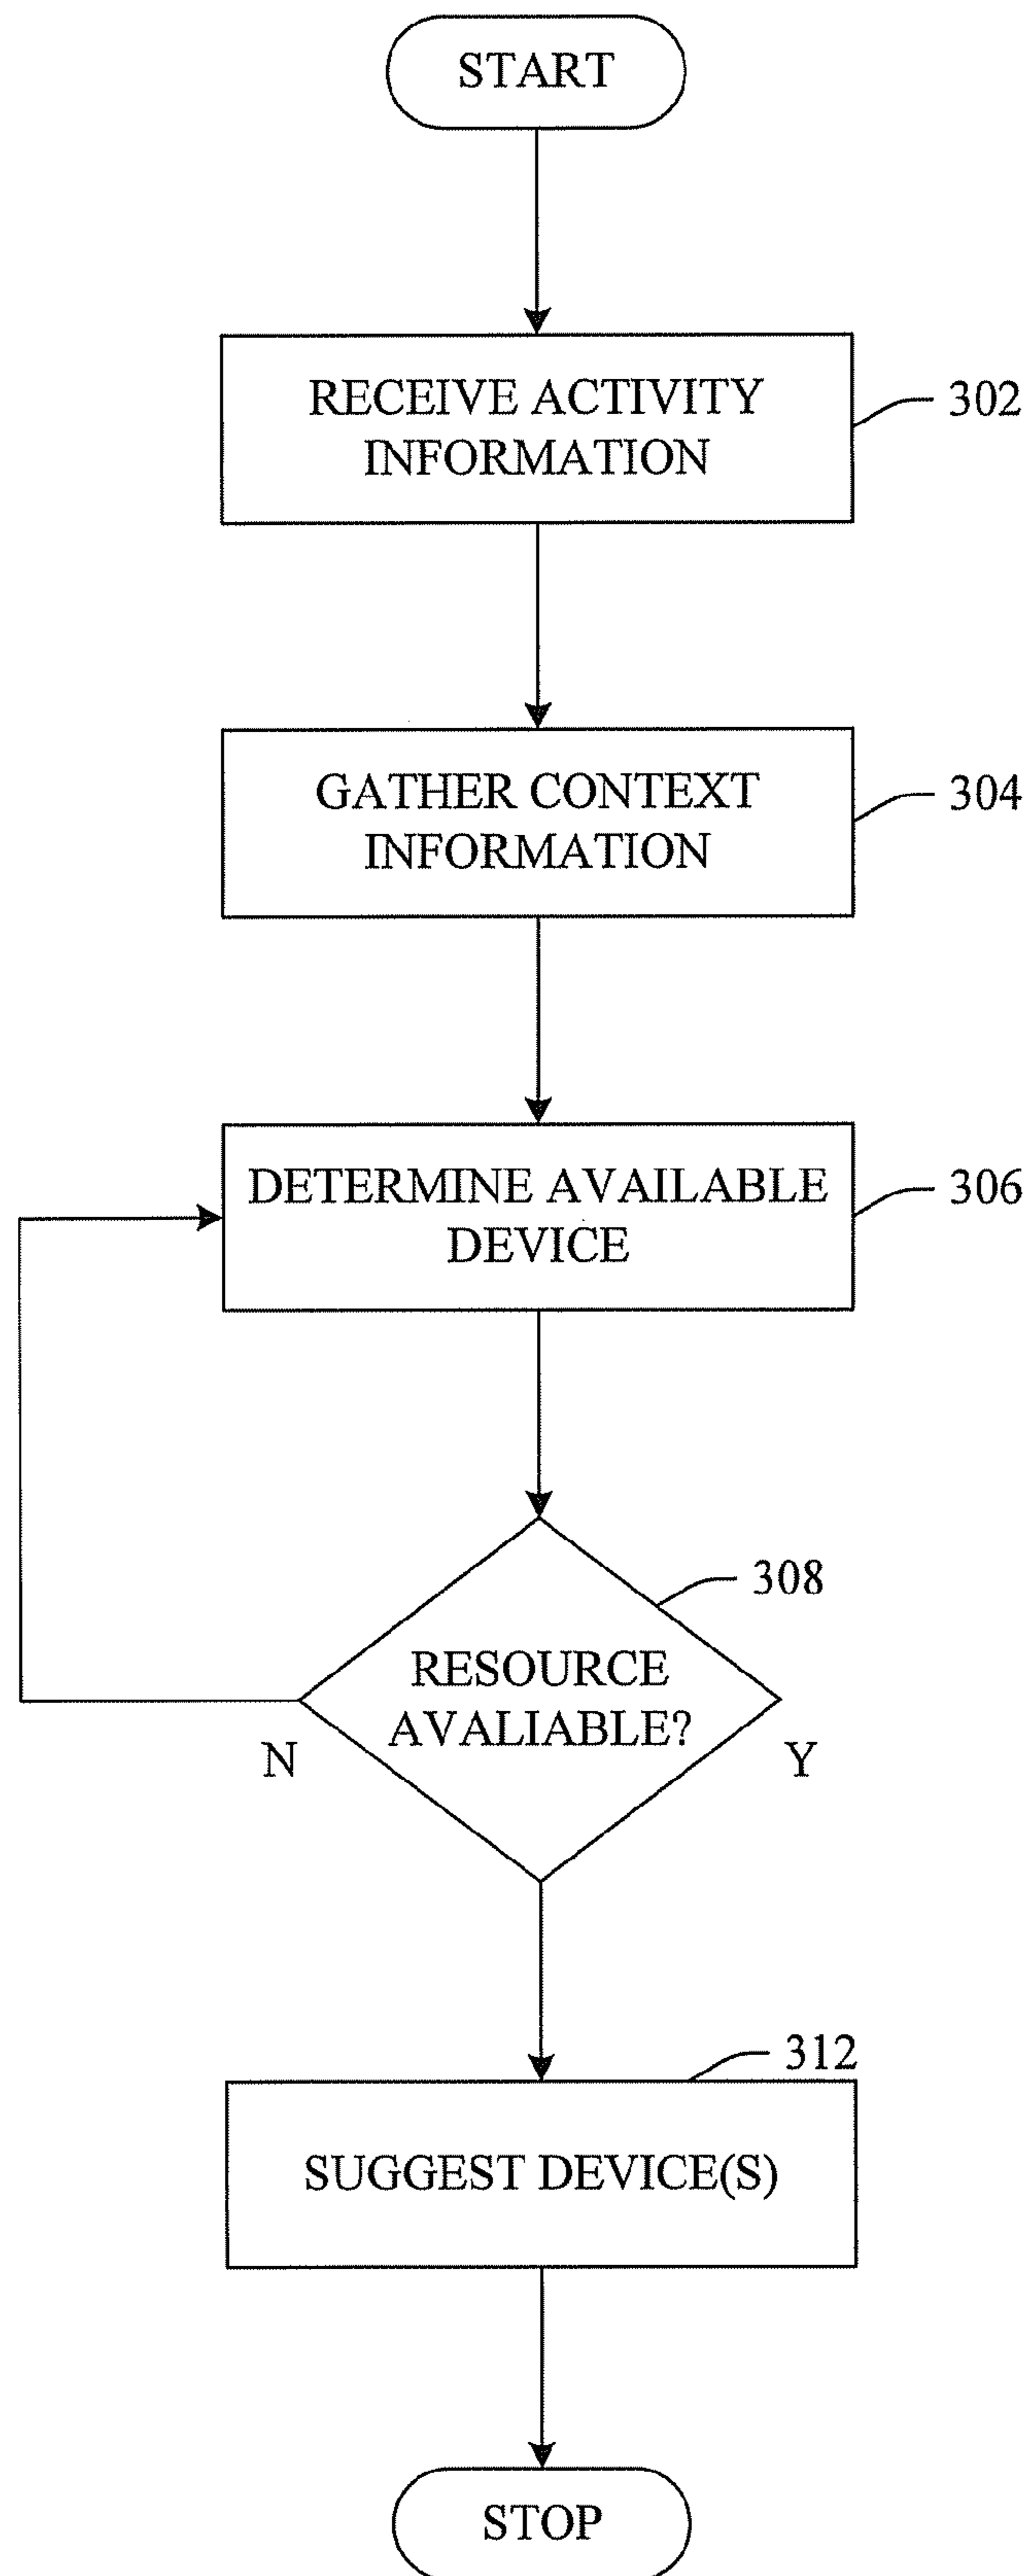 START
RECEIVE ACTIVITY
INFORMATION
302
GATHER CONTEXT
INFORMATION
304
DETERMINE AVAILABLE
DEVICE
306
308
RESOURCE
AVALIABLE?
N
Y
312
SUGGEST DEVICE(S)
STOP